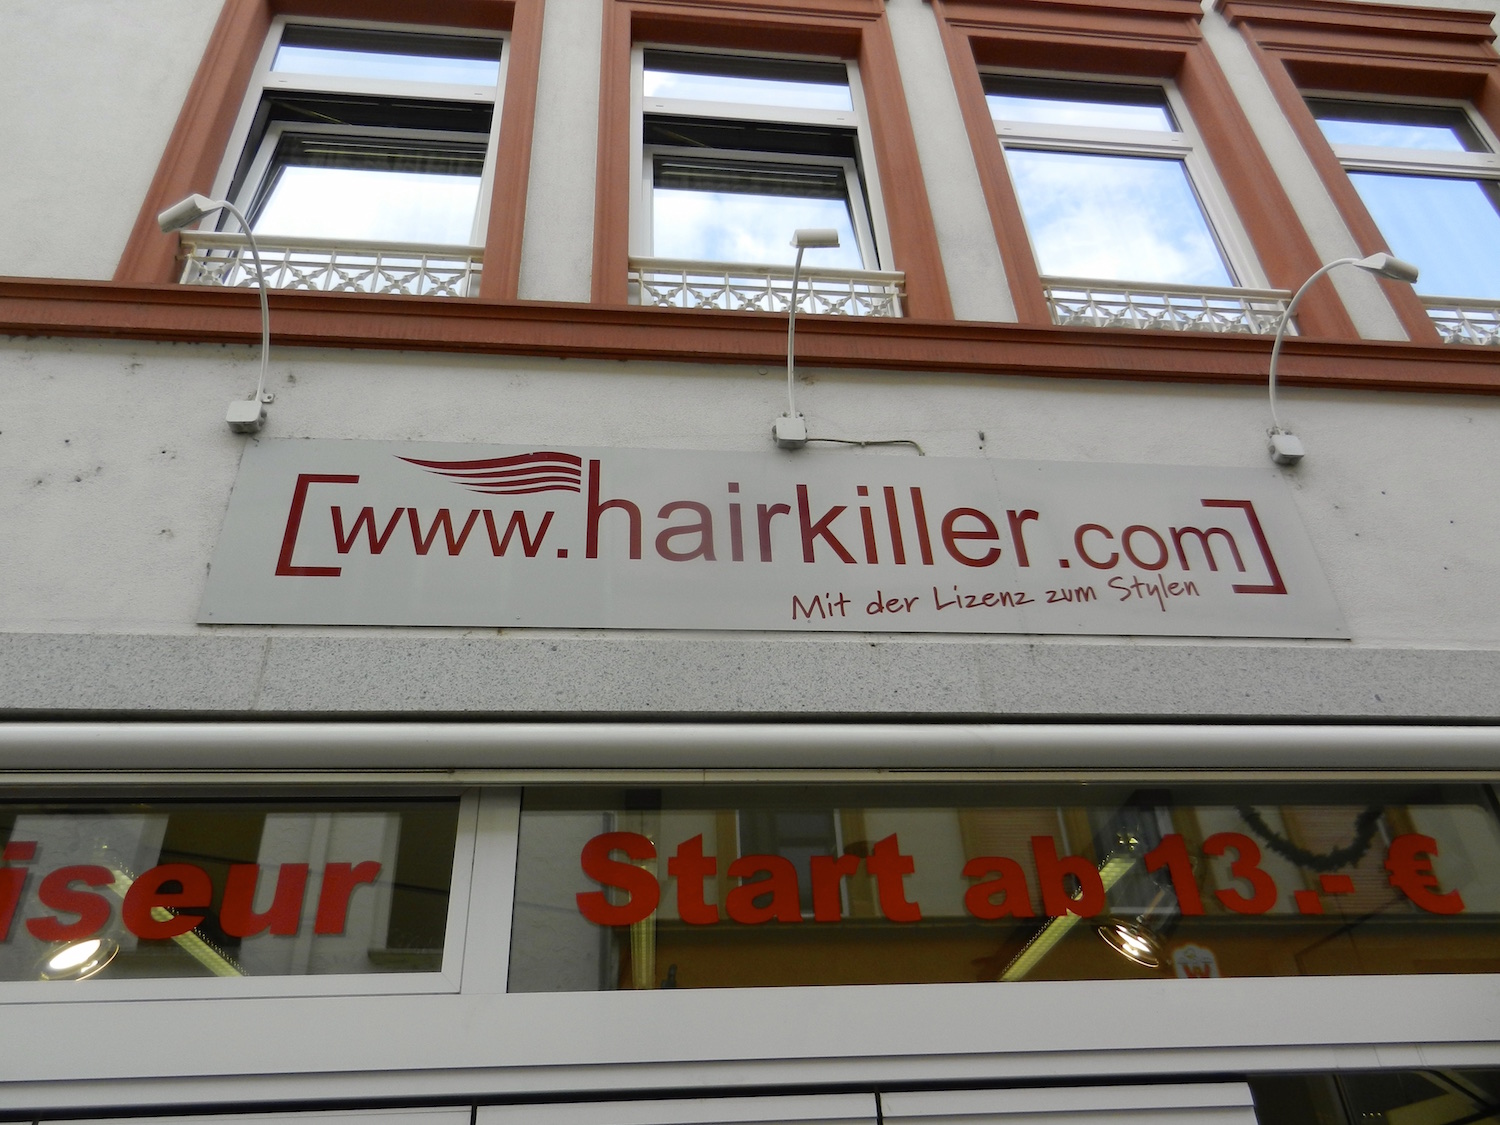 [www.hairkiller.com]
Mit der Lizenz zum Stylen
iseur
Start ab 13.- €
W